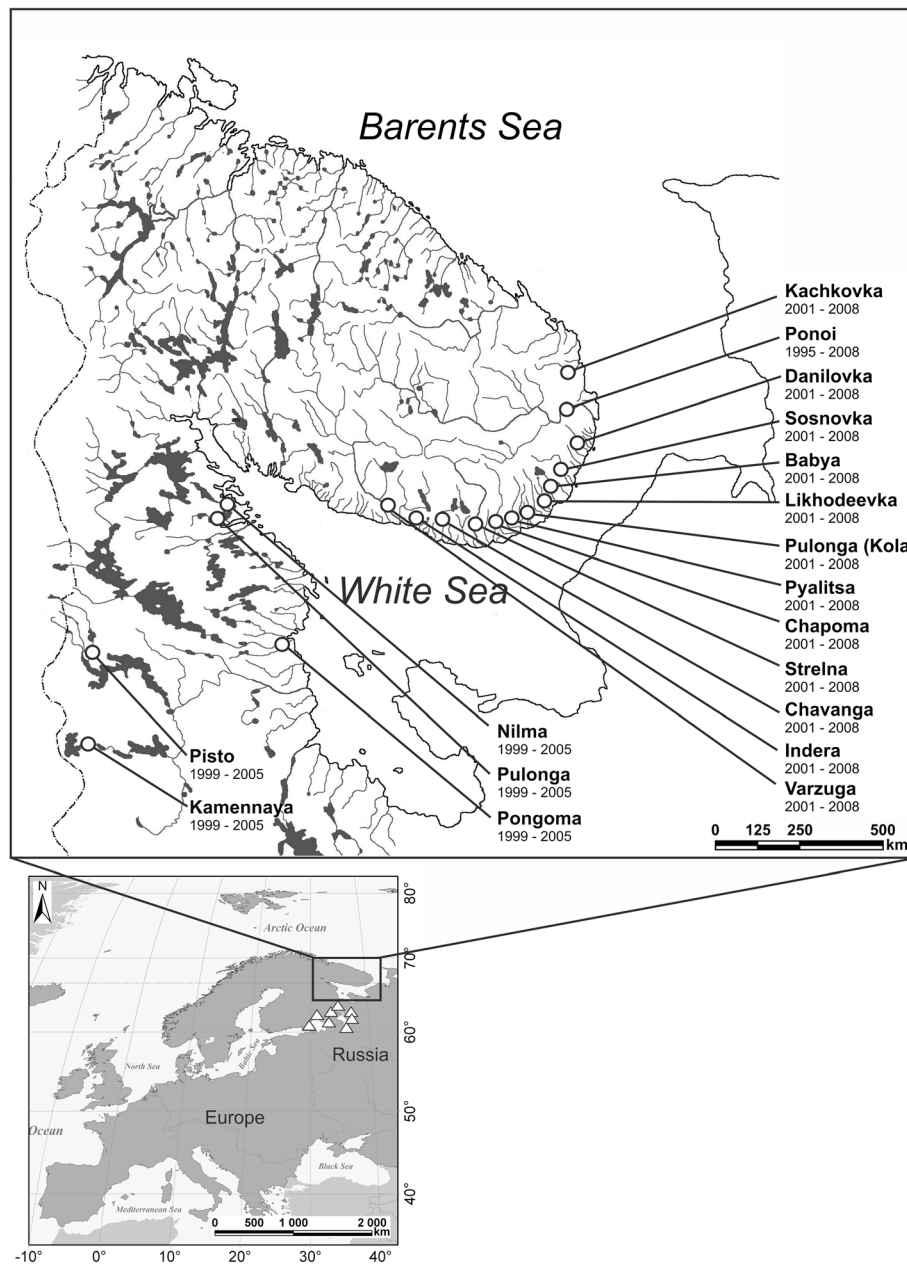 Barents Sea
White Sea
Kachkovka
2001 - 2008
Ponoi
1995 - 2008
Danilovka
2001 - 2008
Sosnovka
2001 - 2008
Babya
2001 - 2008
Likhodeevka
2001 - 2008
Pulonga (Kola
2001 - 2008
Pyalitsa
2001 - 2008
Chapoma
2001 - 2008
Strelna
2001 - 2008
Chavanga
2001 - 2008
Indera
2001 - 2008
Varzuga
2001 - 2008
Nilma
1999 - 2005
Pulonga
1999 - 2005
Pongoma
1999 - 2005
Pisto
1999 - 2005
Kamennaya
1999 - 2005
0 125 250 500
km
N
Arctic Ocean
North Sea
Baltic Sea
Russia
Europe
Ocean
Black Sea
Mediterranean Sea
0 500 1 000 2 000
km
80°
70°
60°
50°
40°
-10° 0° 10° 20° 30° 40°